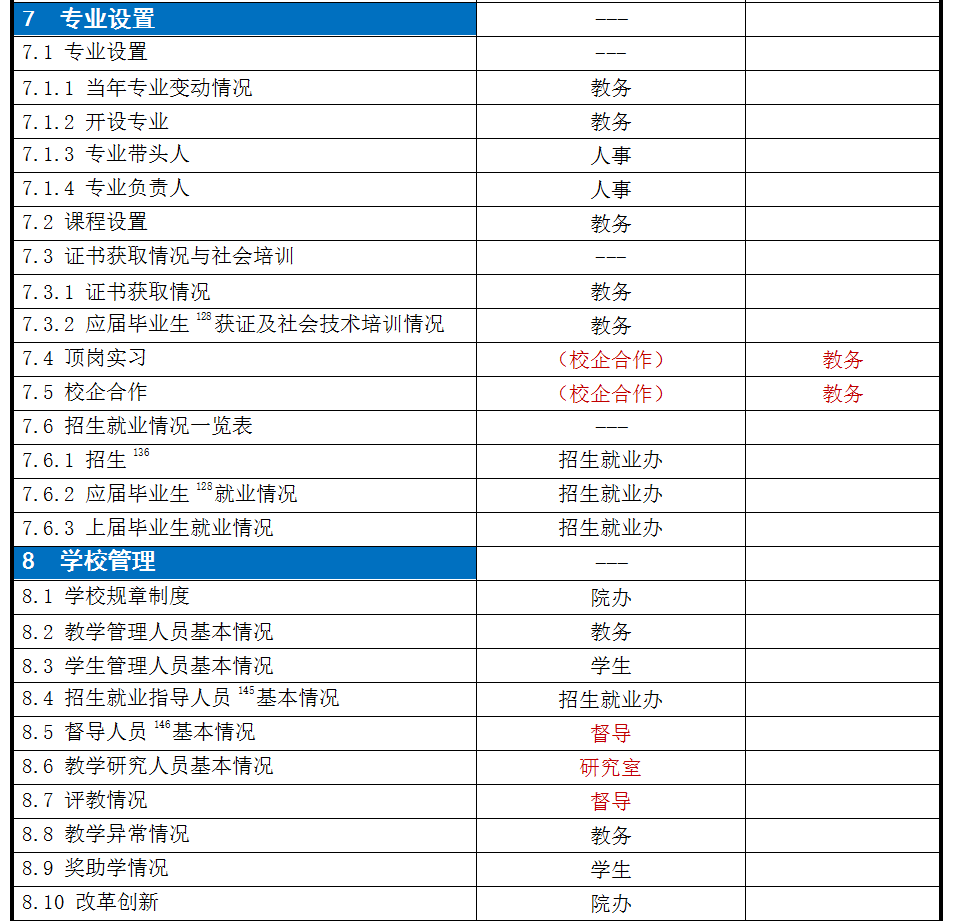 7 专业设置 ---
7.1 专业设置 ---
7.1.1 当年专业变动情况 教务
7.1.2 开设专业 教务
7.1.3 专业带头人 人事
7.1.4 专业负责人 人事
7.2 课程设置 教务
7.3 证书获取情况与社会培训 ---
7.3.1 证书获取情况 教务
7.3.2 应届毕业生128获证及社会技术培训情况 教务
7.4 顶岗实习 （校企合作） 教务
7.5 校企合作 （校企合作） 教务
7.6 招生就业情况一览表 ---
7.6.1 招生136 招生就业办
7.6.2 应届毕业生128就业情况 招生就业办
7.6.3 上届毕业生就业情况 招生就业办
8 学校管理 ---
8.1 学校规章制度 院办
8.2 教学管理人员基本情况 教务
8.3 学生管理人员基本情况 学生
8.4 招生就业指导人员145基本情况 招生就业办
8.5 督导人员146基本情况 督导
8.6 教学研究人员基本情况 研究室
8.7 评教情况 督导
8.8 教学异常情况 教务
8.9 奖助学情况 学生
8.10 改革创新 院办